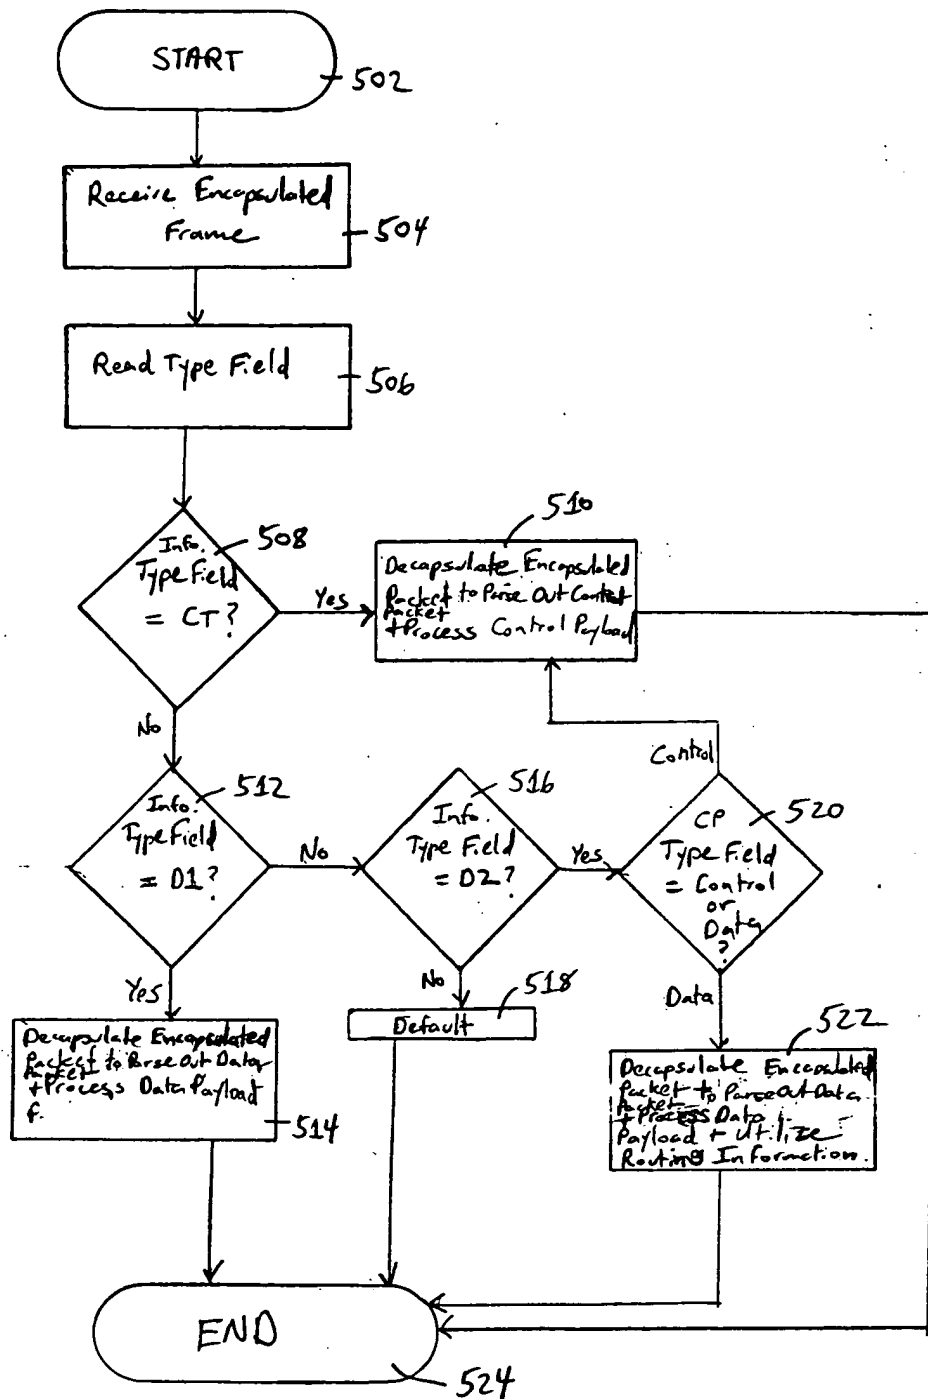 START
502
Receive Encapsulated
Frame
504
Read Type Field
506
Info.
Type Field
= CT?
508
Yes
No
510
Decapsulate Encapsulated
Packet to Parse Out Control
Packet
+ Process Control Payload
Info.
Type Field
= D1?
512
No
Yes
Info.
Type Field
= D2?
516
Yes
No
Control
CP
Type Field
= Control
or
Data
?
520
Data
Decapsulate Encapsulated
Packet to Parse Out Data
Packet
+ Process Data Payload
514
Default
518
Decapsulate Encapsulated
Packet to Parse Out Data
Packet
+ Process Data
Payload + Utilize
Routing Information.
522
END
524